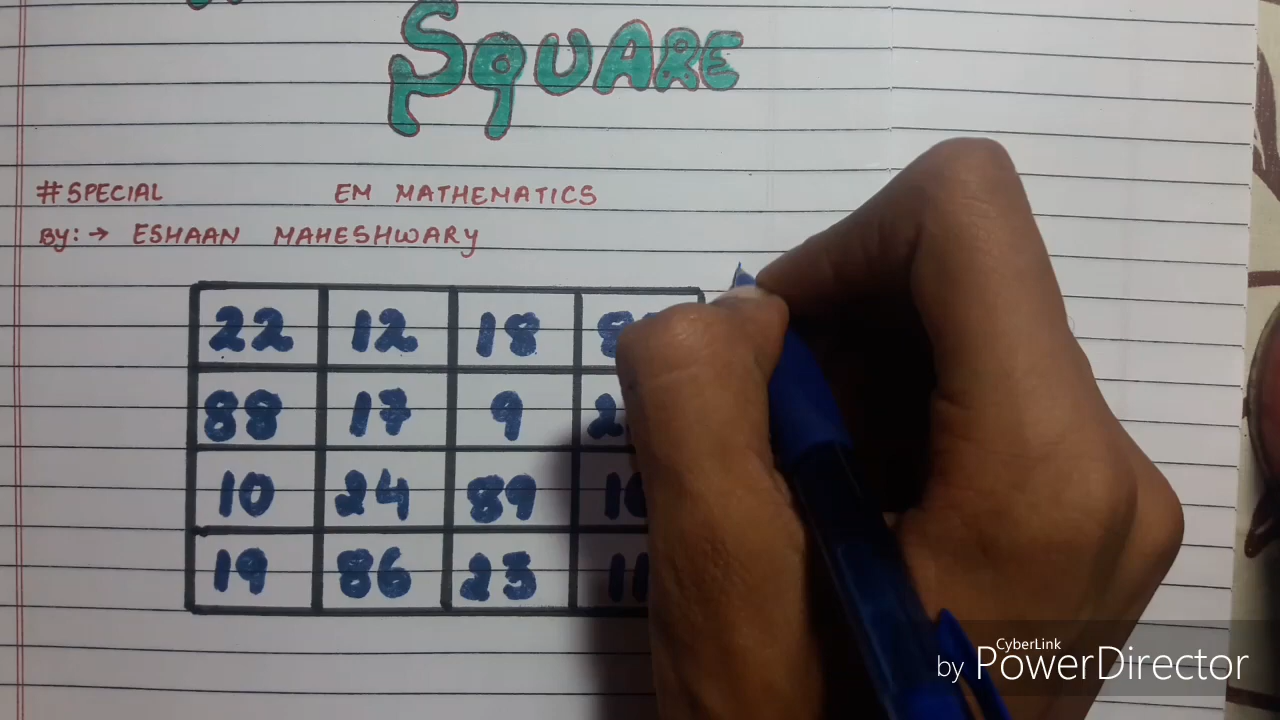 SQUARE
#SPECIAL EM MATHEMATICS
BY:→ ESHAAN MAHESHWARY
22 12 18
88 17 9
10 24 89
19 86 23 11
CyberLink
by PowerDirector